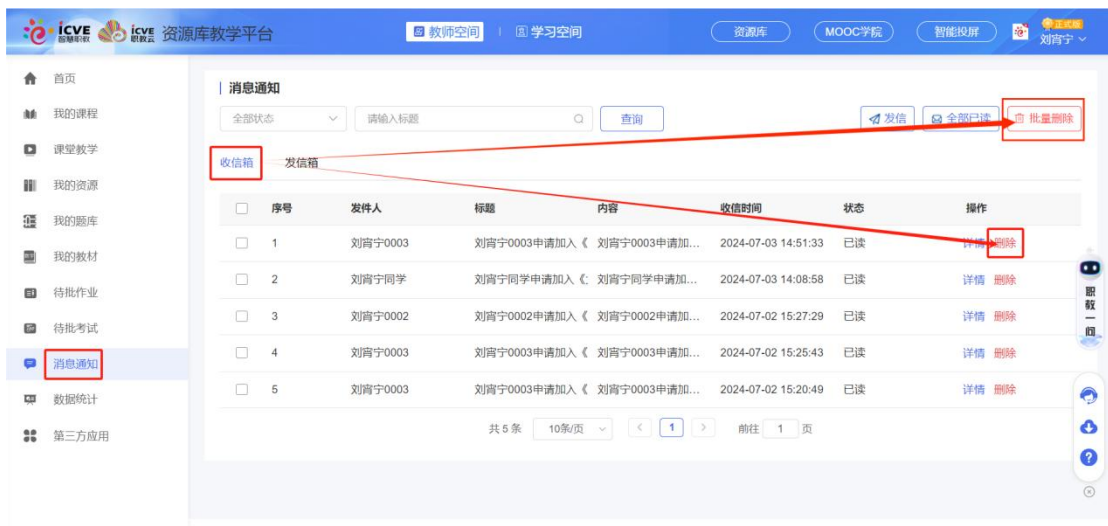 icve 智慧职教 icve 职教云 资源库教学平台 教师空间 学习空间 资源库 MOOC学院 智能投屏 正式版 刘宵宁
首页
我的课程
课堂教学
我的资源
我的题库
我的教材
待批作业
待批考试
消息通知
数据统计
第三方应用
消息通知
全部状态 请输入标题 查询 发信 全部已读 批量删除
收信箱 发信箱
序号 发件人 标题 内容 收信时间 状态 操作
1 刘宵宁0003 刘宵宁0003申请加入《 刘宵宁0003申请加... 2024-07-03 14:51:33 已读 详情 删除
2 刘宵宁同学 刘宵宁同学申请加入《 刘宵宁同学申请加... 2024-07-03 14:08:58 已读 详情 删除
3 刘宵宁0002 刘宵宁0002申请加入《 刘宵宁0002申请加... 2024-07-02 15:27:29 已读 详情 删除
4 刘宵宁0003 刘宵宁0003申请加入《 刘宵宁0003申请加... 2024-07-02 15:25:43 已读 详情 删除
5 刘宵宁0003 刘宵宁0003申请加入《 刘宵宁0003申请加... 2024-07-02 15:20:49 已读 详情 删除
共 5 条 10条/页 1 前往 1 页
职教一问